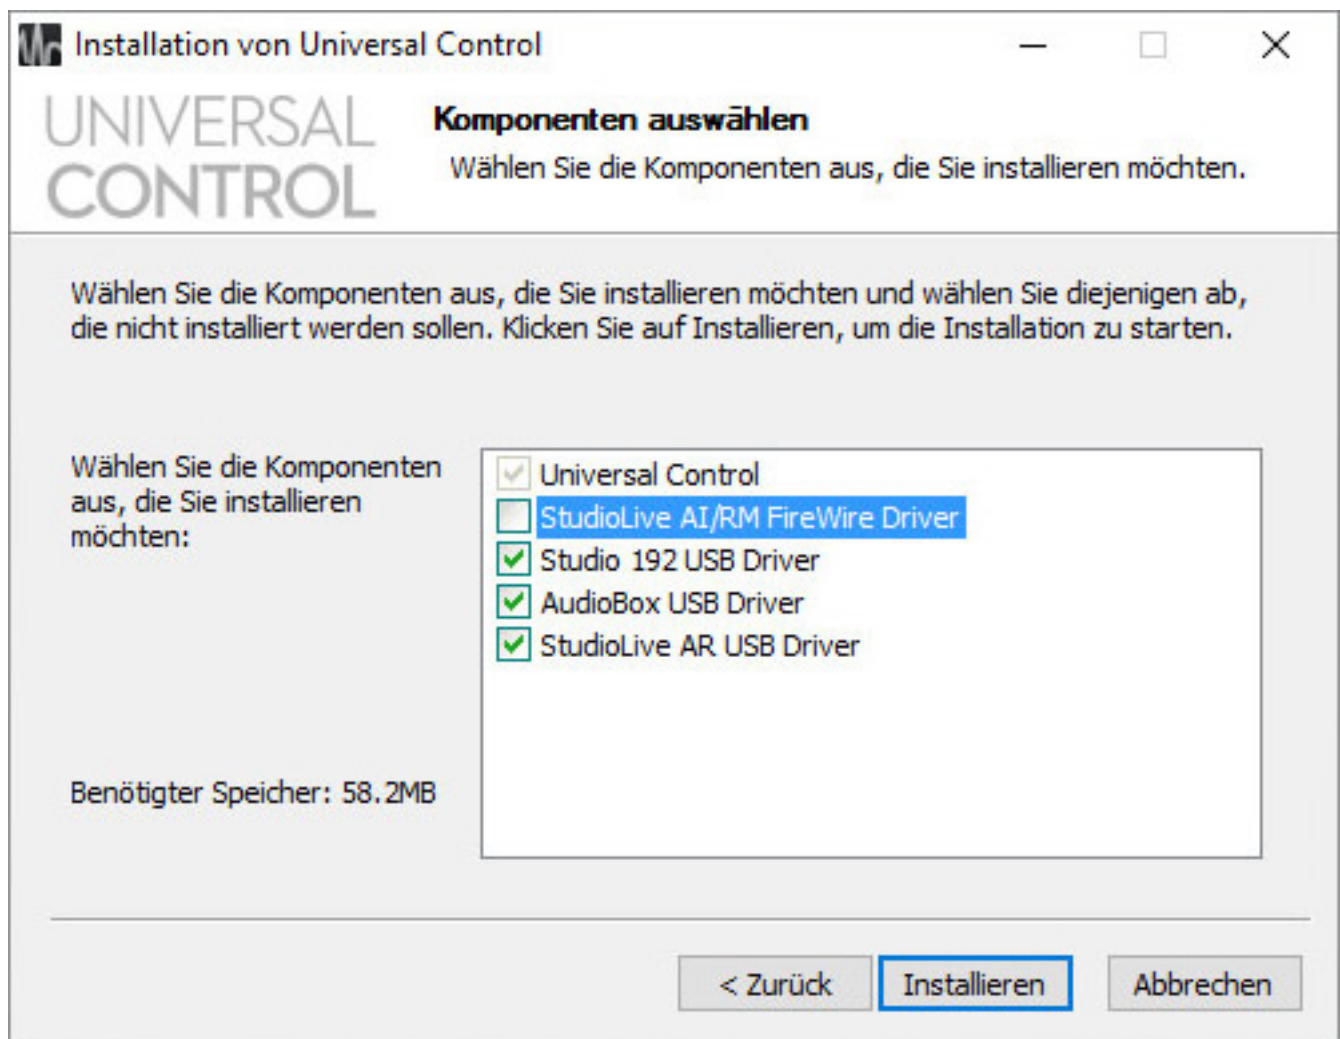 Installation von Universal Control
UNIVERSAL
CONTROL
Komponenten auswählen
Wählen Sie die Komponenten aus, die Sie installieren möchten.
Wählen Sie die Komponenten aus, die Sie installieren möchten und wählen Sie diejenigen ab,
die nicht installiert werden sollen. Klicken Sie auf Installieren, um die Installation zu starten.
Wählen Sie die Komponenten
aus, die Sie installieren
möchten:
Universal Control
StudioLive AI/RM FireWire Driver
Studio 192 USB Driver
AudioBox USB Driver
StudioLive AR USB Driver
Benötigter Speicher: 58.2MB
< Zurück
Installieren
Abbrechen